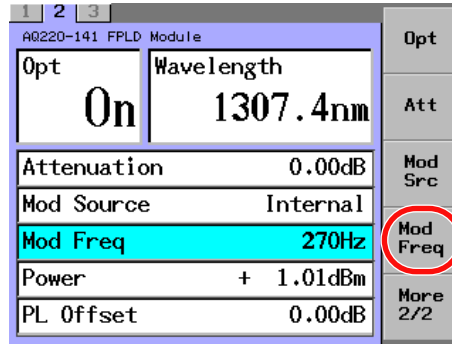 1 2 3
AQ220-141 FPLD Module
Opt Wavelength
On 1307.4nm
Attenuation 0.00dB
Mod Source Internal
Mod Freq 270Hz
Power + 1.01dBm
PL Offset 0.00dB
Opt
Att
Mod
Src
Mod
Freq
More
2/2